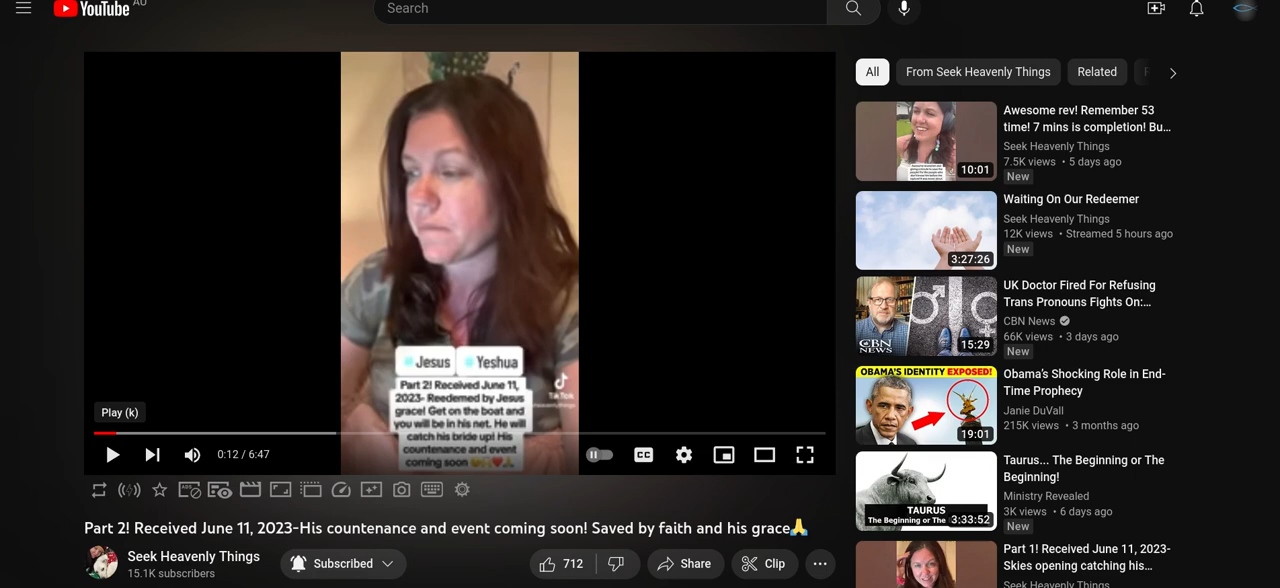 YouTube AU
Search
#Jesus #Yeshua
Part 2! Received June 11,
2023- Reedemed by Jesus
grace! Get on the boat and
you will be in his net. He will
catch his bride up! His
countenance and event
coming soon
TikTok
Play (k)
0:12 / 6:47
CC
Part 2! Received June 11, 2023-His countenance and event coming soon! Saved by faith and his grace🙏
Seek Heavenly Things
15.1K subscribers
Subscribed
712
Share
Clip
All
From Seek Heavenly Things
Related
Awesome rev! Remember 53
time! 7 mins is completion! Bu...
Seek Heavenly Things
7.5K views • 5 days ago
New
10:01
Waiting On Our Redeemer
Seek Heavenly Things
12K views • Streamed 5 hours ago
New
3:27:26
UK Doctor Fired For Refusing
Trans Pronouns Fights On:...
CBN News
66K views • 3 days ago
New
CBN
NEWS
15:29
OBAMA'S IDENTITY EXPOSED!
19:01
Obama's Shocking Role in End-
Time Prophecy
Janie DuVall
215K views • 3 months ago
Taurus... The Beginning or The
Beginning!
Ministry Revealed
3K views • 6 days ago
New
TAURUS
The Beginning or The
3:33:52
Part 1! Received June 11, 2023-
Skies opening catching his...
Seek Heavenly Things